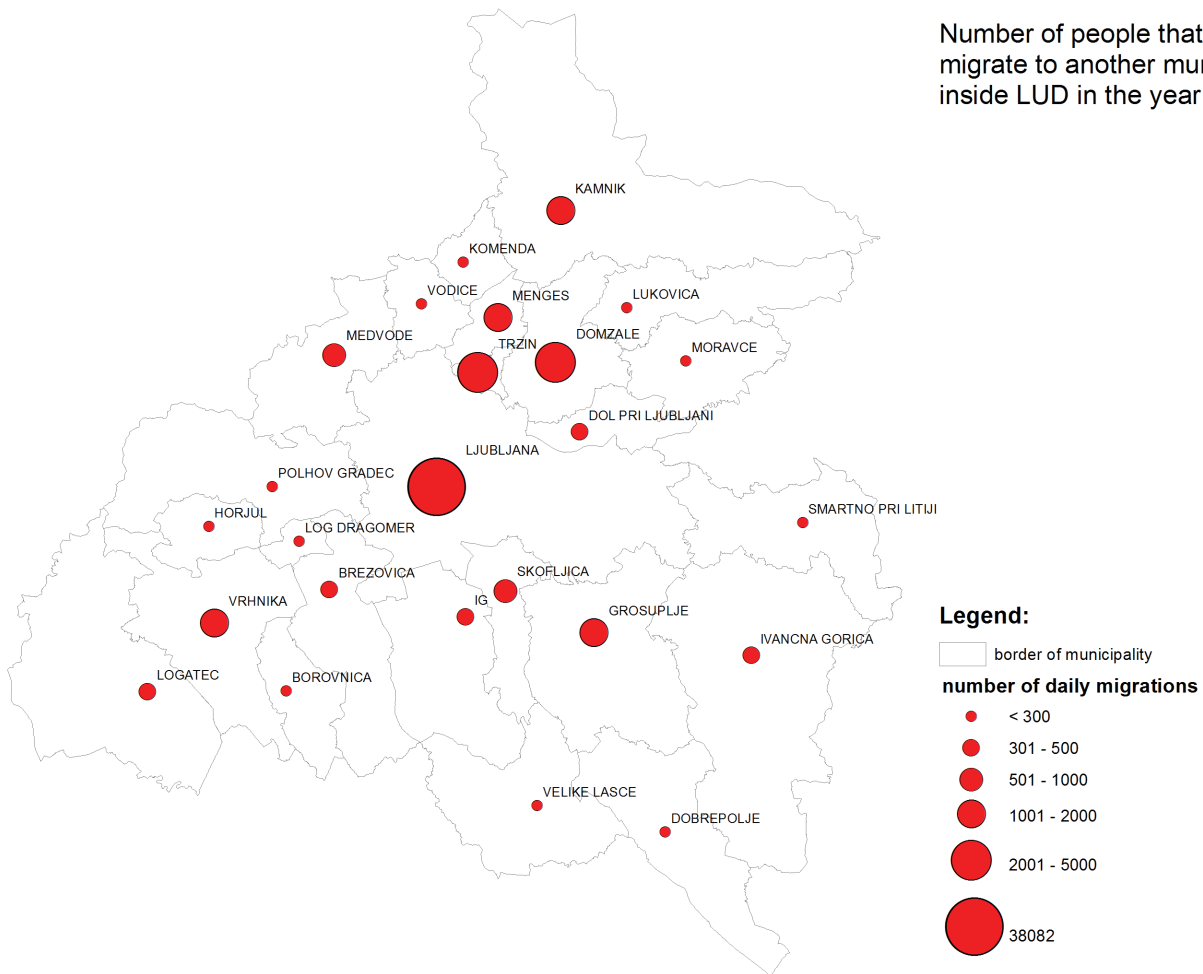 Number of people that
migrate to another mu
inside LUD in the year
KAMNIK
KOMENDA
VODICE
MENGES
LUKOVICA
MEDVODE
TRZIN
DOMZALE
MORAVCE
DOL PRI LJUBLJANI
LJUBLJANA
POLHOV GRADEC
HORJUL
LOG DRAGOMER
SMARTNO PRI LITIJI
BREZOVICA
SKOFLJICA
VRHNIKA
IG
GROSUPLJE
IVANCNA GORICA
LOGATEC
BOROVNICA
VELIKE LASCE
DOBREPOLJE
Legend:
border of municipality
number of daily migrations
< 300
301 - 500
501 - 1000
1001 - 2000
2001 - 5000
38082